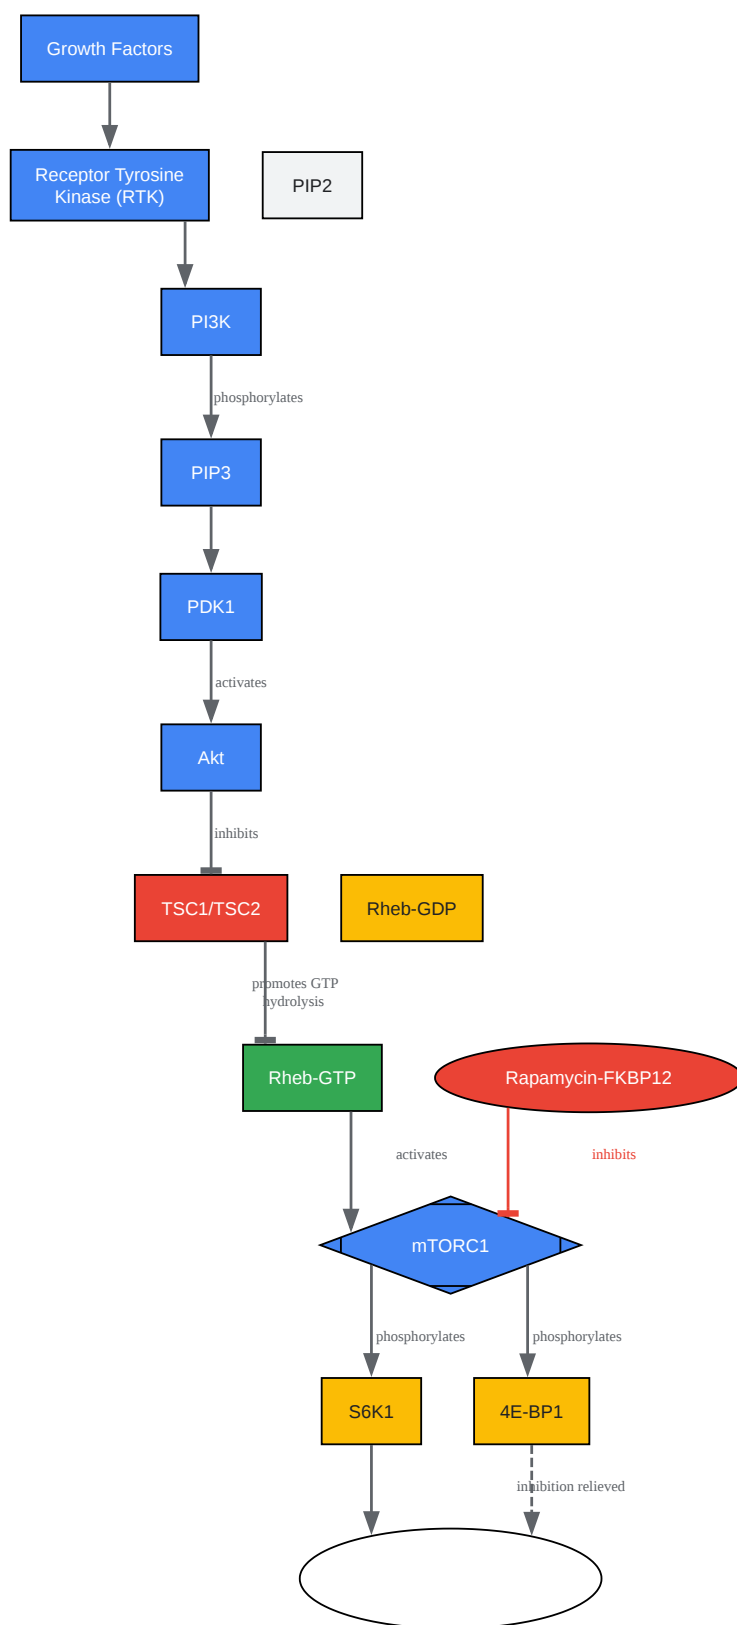 Growth Factors
Receptor Tyrosine
Kinase (RTK)
PIP2
PI3K
phosphorylates
PIP3
PDK1
activates
Akt
inhibits
TSC1/TSC2
Rheb-GDP
promotes GTP
hydrolysis
Rheb-GTP
Rapamycin-FKBP12
activates
inhibits
mTORC1
phosphorylates
phosphorylates
S6K1
4E-BP1
inhibition relieved